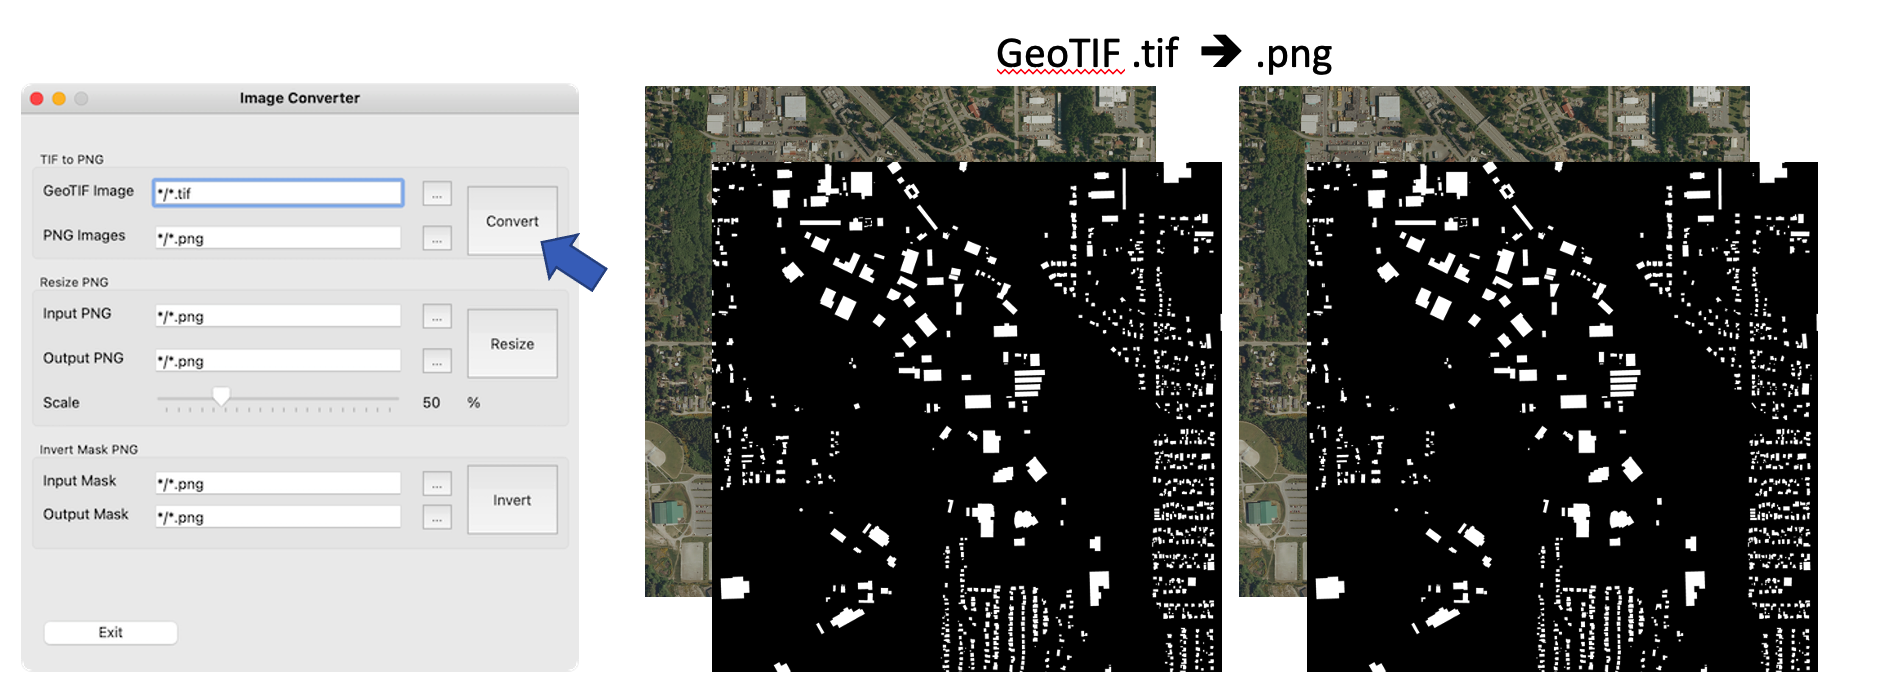 GeoTIF .tif ➔ .png
Image Converter
TIF to PNG
GeoTIF Image */*.tif ...
Convert
PNG Images */*.png ...
Resize PNG
Input PNG */*.png ...
Resize
Output PNG */*.png ...
Scale 50 %
Invert Mask PNG
Input Mask */*.png ...
Invert
Output Mask */*.png ...
Exit